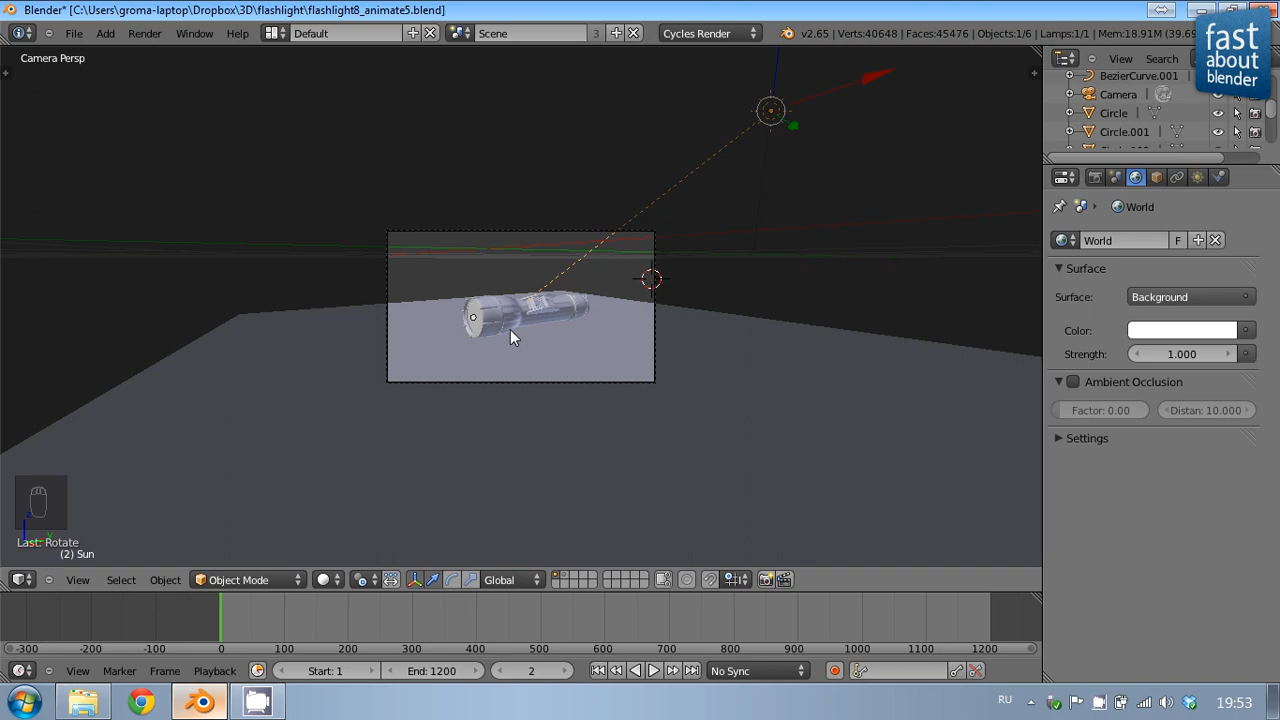 Blender* [C:\Users\groma-laptop\Dropbox\3D\flashlight\flashlight8_animate5.blend]
File Add Render Window Help Default Scene 3 Cycles Render v2.65 | Verts:40648 | Faces:45476 | Objects:1/6 | Lamps:1/1 | Mem:18.91M (39.69
fast
about
blender
Camera Persp
View Search
BezierCurve.001
Camera
Circle
Circle.001
World
World F
Surface
Surface: Background
Color:
Strength: 1.000
Ambient Occlusion
Factor: 0.00 Distan: 10.000
Settings
Last: Rotate
(2) Sun
View Select Object Object Mode Global
-300 -200 -100 0 100 200 300 400 500 600 700 800 900 1000 1100 1200
View Marker Frame Playback Start: 1 End: 1200 2 No Sync
RU 19:53